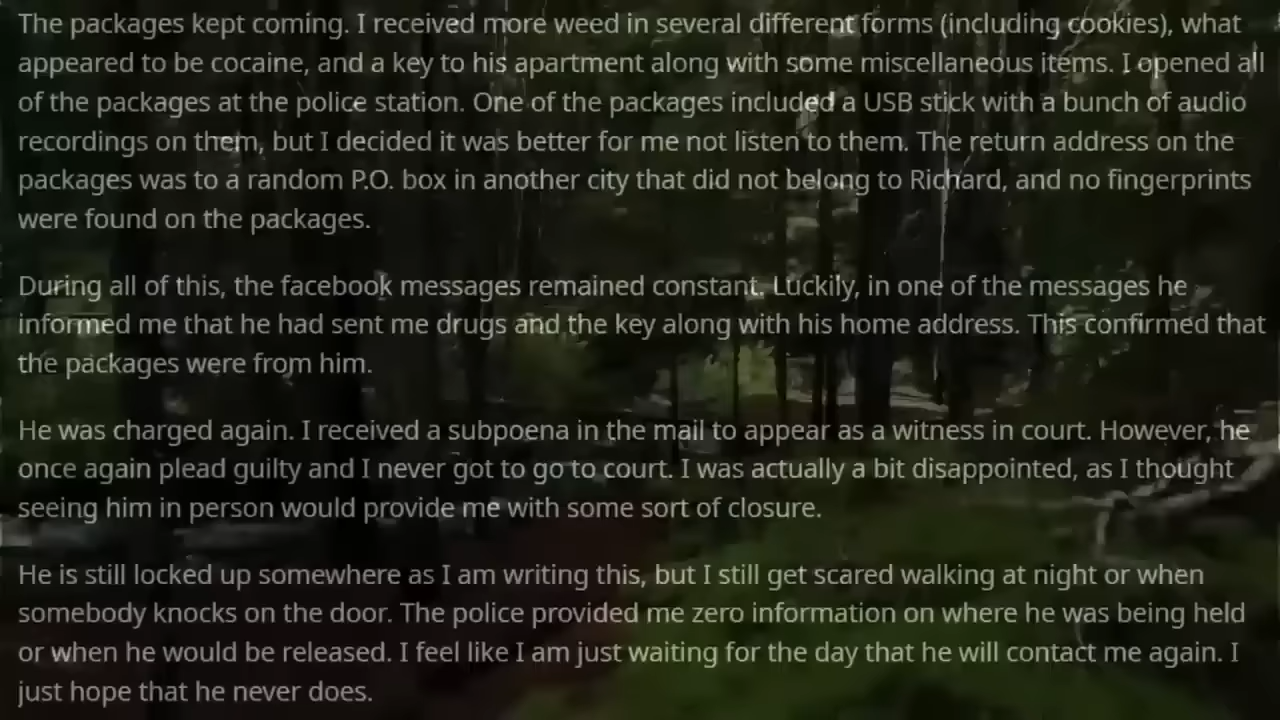 The packages kept coming. I received more weed in several different forms (including cookies), what
appeared to be cocaine, and a key to his apartment along with some miscellaneous items. I opened all
of the packages at the police station. One of the packages included a USB stick with a bunch of audio
recordings on them, but I decided it was better for me not listen to them. The return address on the
packages was to a random P.O. box in another city that did not belong to Richard, and no fingerprints
were found on the packages.
During all of this, the facebook messages remained constant. Luckily, in one of the messages he
informed me that he had sent me drugs and the key along with his home address. This confirmed that
the packages were from him.
He was charged again. I received a subpoena in the mail to appear as a witness in court. However, he
once again plead guilty and I never got to go to court. I was actually a bit disappointed, as I thought
seeing him in person would provide me with some sort of closure.
He is still locked up somewhere as I am writing this, but I still get scared walking at night or when
somebody knocks on the door. The police provided me zero information on where he was being held
or when he would be released. I feel like I am just waiting for the day that he will contact me again. I
just hope that he never does.